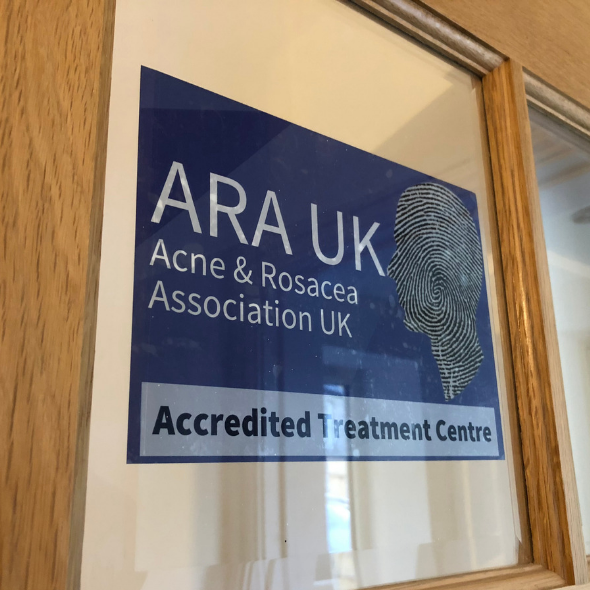 ARA UK
Acne & Rosacea
Association UK
Accredited Treatment Centre